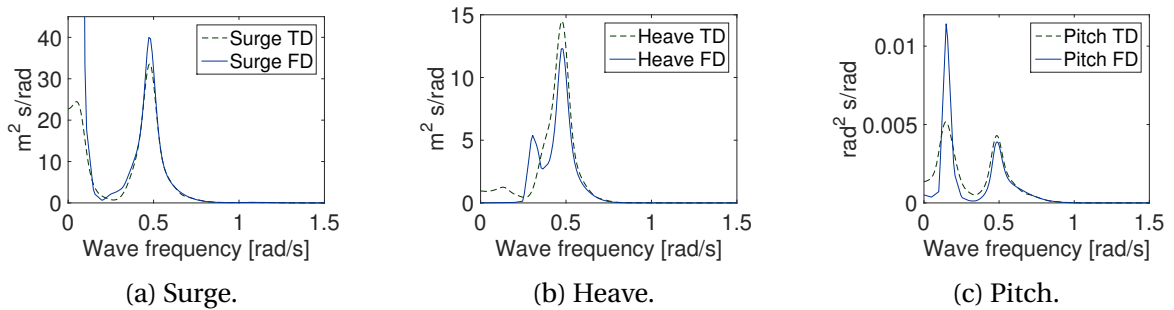 40
30
20
10
0
m² s/rad
Surge TD
Surge FD
0 0.5 1 1.5
Wave frequency [rad/s]
(a) Surge.
15
10
5
0
m² s/rad
Heave TD
Heave FD
0 0.5 1 1.5
Wave frequency [rad/s]
(b) Heave.
0.01
0.005
0
rad² s/rad
Pitch TD
Pitch FD
0 0.5 1 1.5
Wave frequency [rad/s]
(c) Pitch.